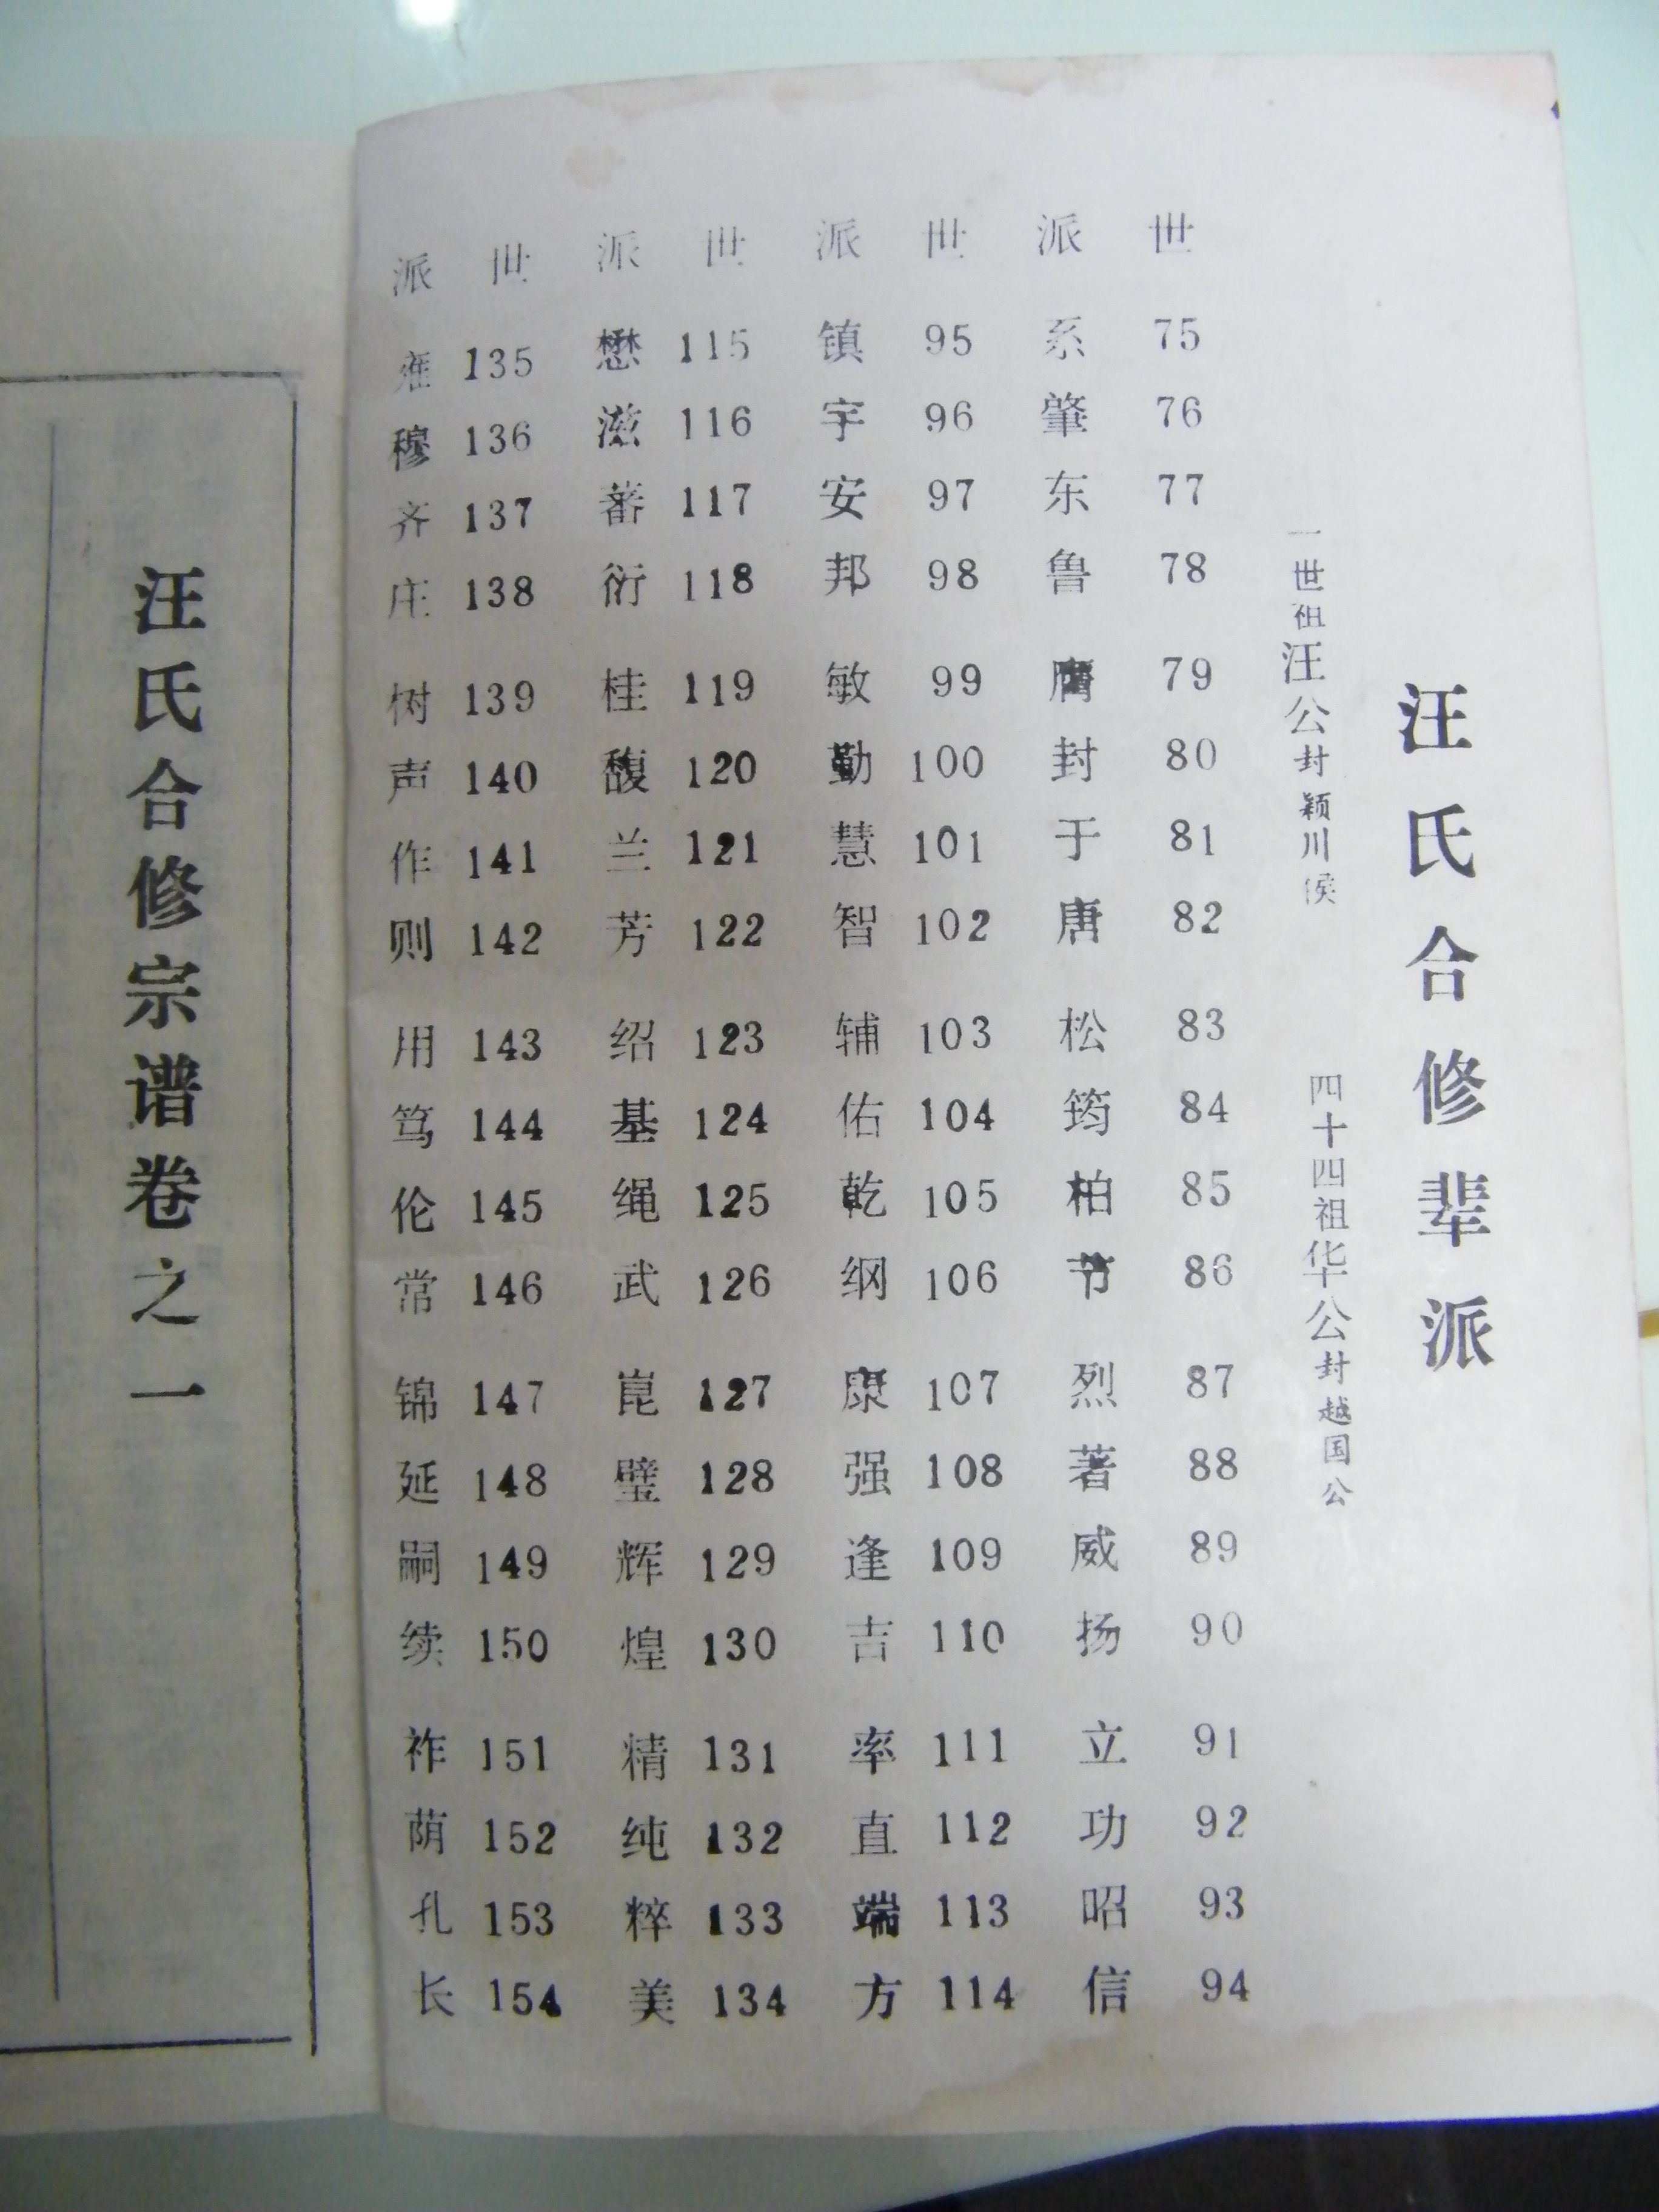 汪氏合修辈派
一世祖汪公封颖川侯 四十四祖华公封越国公
世 派
75 系
76 肇
77 东
78 鲁
79 膺
80 封
81 于
82 唐
83 松
84 筠
85 柏
86 节
87 烈
88 著
89 威
90 扬
91 立
92 功
93 昭
94 信
世 派
95 镇
96 宇
97 安
98 邦
99 敏
100 勤
101 慧
102 智
103 辅
104 佑
105 乾
106 纲
107 康
108 强
109 逢
110 吉
111 率
112 直
113 端
114 方
世 派
115 懋
116 滋
117 蕃
118 衍
119 桂
120 馥
121 兰
122 芳
123 绍
124 基
125 绳
126 武
127 崑
128 璧
129 辉
130 煌
131 精
132 纯
133 粹
134 美
世 派
135 雍
136 穆
137 齐
138 庄
139 树
140 声
141 作
142 则
143 用
144 笃
145 伦
146 常
147 锦
148 延
149 嗣
150 续
151 祚
152 荫
153 孔
154 长
汪氏合修宗谱卷之一